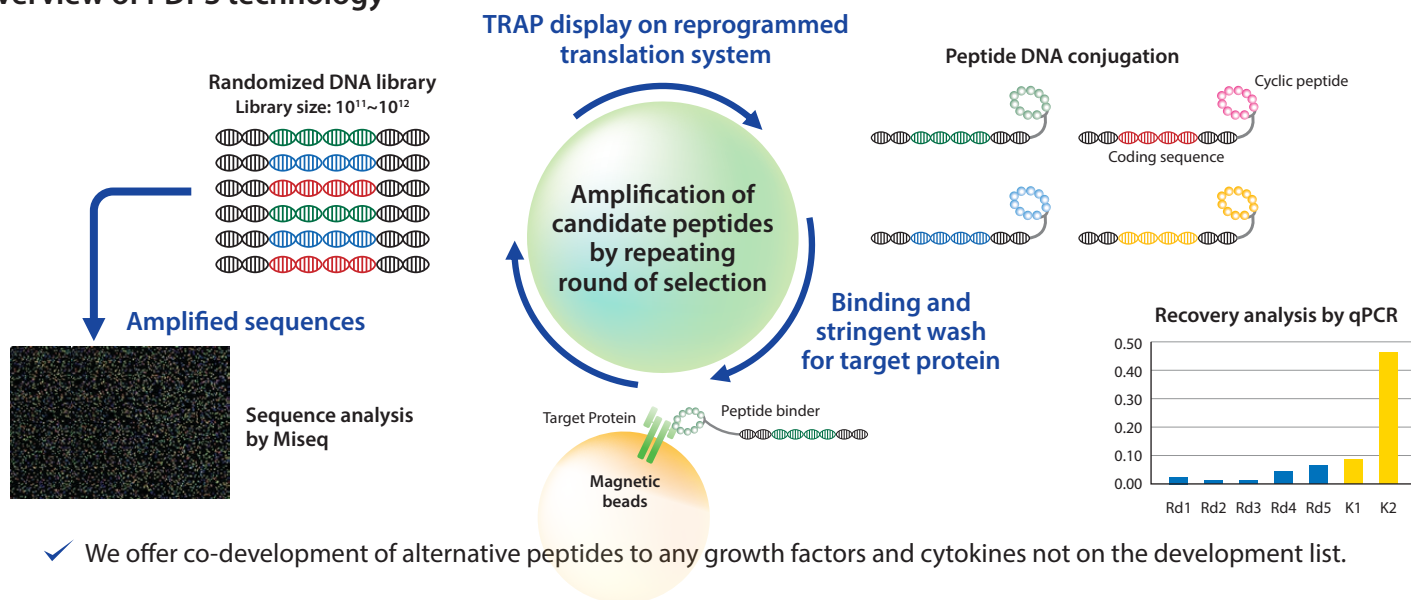 TRAP display on reprogrammed
translation system
Randomized DNA library
Library size: 10¹¹~10¹²
Peptide DNA conjugation
Cyclic peptide
Coding sequence
Amplification of
candidate peptides
by repeating
round of selection
Binding and
stringent wash
for target protein
Amplified sequences
Sequence analysis
by Miseq
Target Protein
Peptide binder
Magnetic
beads
Recovery analysis by qPCR
0.50
0.40
0.30
0.20
0.10
0.00
Rd1 Rd2 Rd3 Rd4 Rd5 K1 K2
We offer co-development of alternative peptides to any growth factors and cytokines not on the development list.